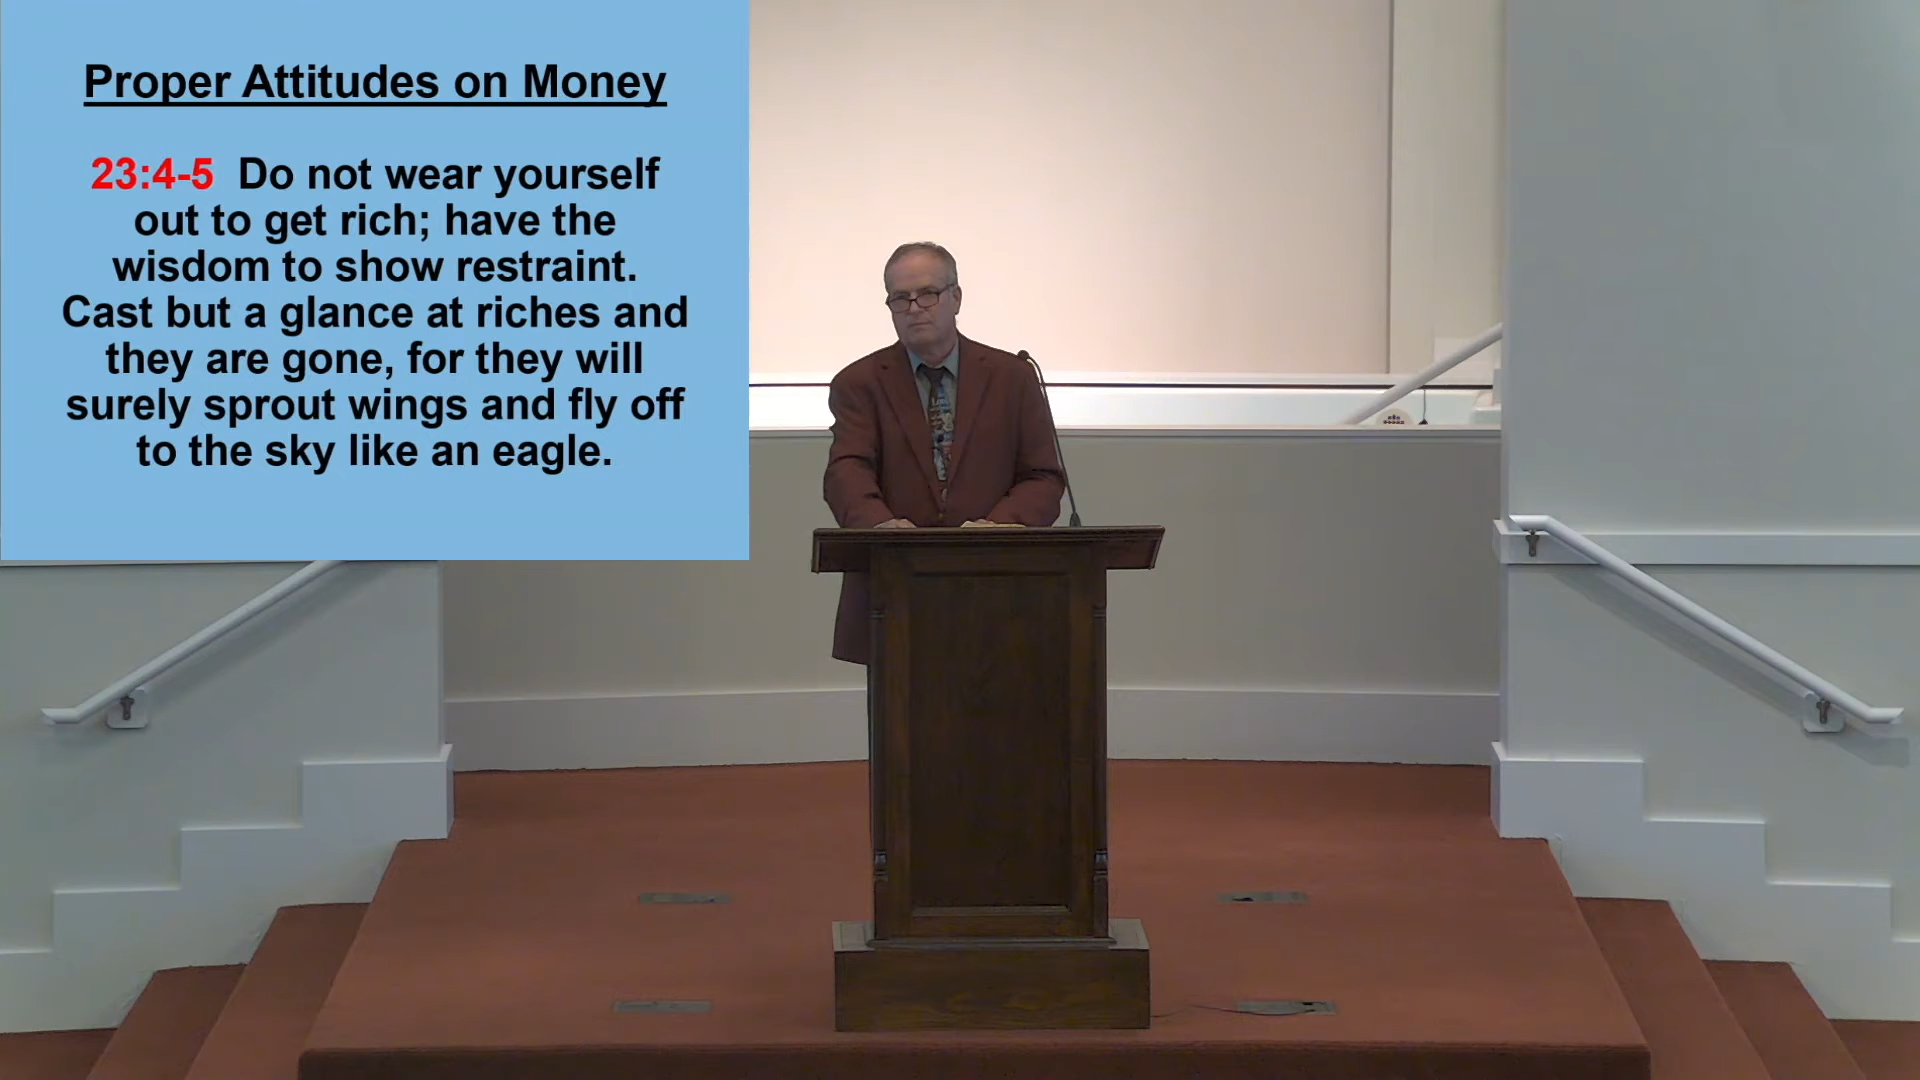 Proper Attitudes on Money
23:4-5 Do not wear yourself
out to get rich; have the
wisdom to show restraint.
Cast but a glance at riches and
they are gone, for they will
surely sprout wings and fly off
to the sky like an eagle.